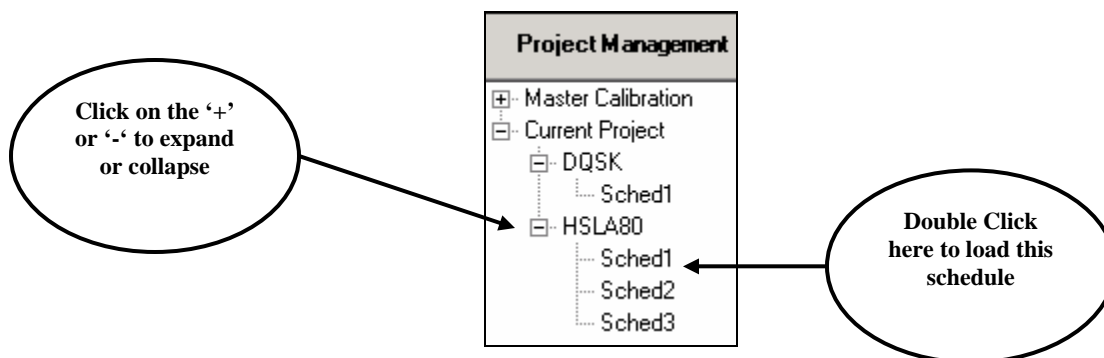 Project Management
Click on the ‘+’
or ‘-‘ to expand
or collapse
Master Calibration
Current Project
DQSK
Sched1
HSLA80
Sched1
Sched2
Sched3
Double Click
here to load this
schedule